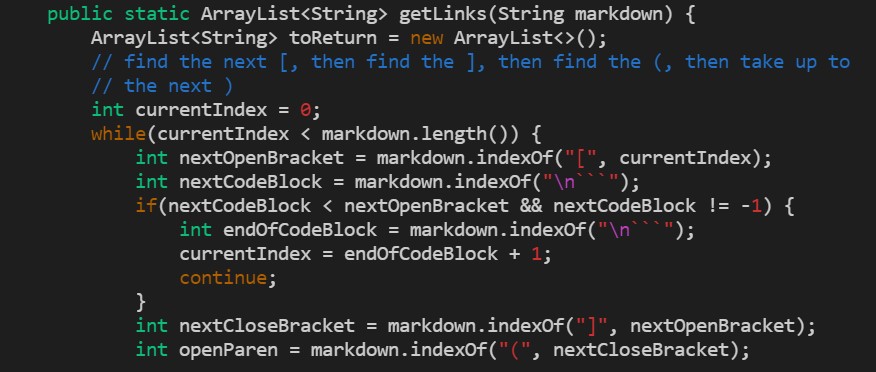 public static ArrayList<String> getLinks(String markdown) {
    ArrayList<String> toReturn = new ArrayList<>();
    // find the next [, then find the ], then find the (, then take up to
    // the next )
    int currentIndex = 0;
    while(currentIndex < markdown.length()) {
        int nextOpenBracket = markdown.indexOf("[", currentIndex);
        int nextCodeBlock = markdown.indexOf("\n```");
        if(nextCodeBlock < nextOpenBracket && nextCodeBlock != -1) {
            int endOfCodeBlock = markdown.indexOf("\n```");
            currentIndex = endOfCodeBlock + 1;
            continue;
        }
        int nextCloseBracket = markdown.indexOf("]", nextOpenBracket);
        int openParen = markdown.indexOf("(", nextCloseBracket);